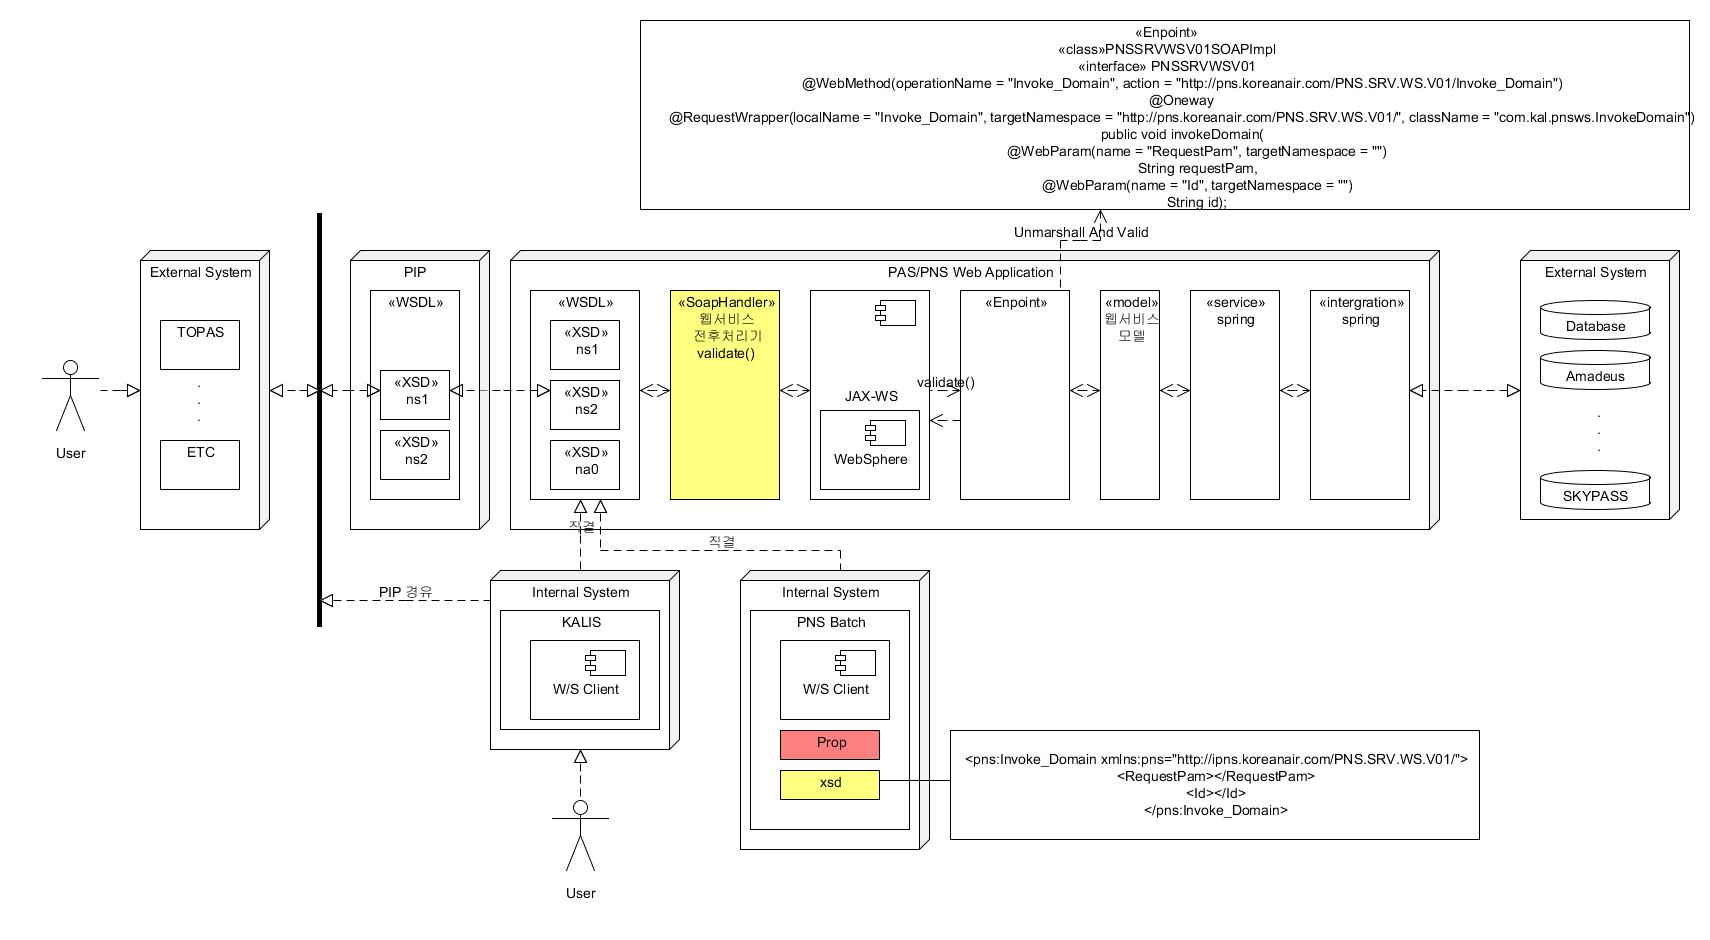 «Enpoint»
«class»PNSSRVWSV01SOAPImpl
«interface» PNSSRVWSV01
@WebMethod(operationName = "Invoke_Domain", action = "http://pns.koreanair.com/PNS.SRV.WS.V01/Invoke_Domain")
@Oneway
@RequestWrapper(localName = "Invoke_Domain", targetNamespace = "http://pns.koreanair.com/PNS.SRV.WS.V01/", className = "com.kal.pnsws.InvokeDomain")
public void invokeDomain(
@WebParam(name = "RequestPam", targetNamespace = "")
String requestPam,
@WebParam(name = "Id", targetNamespace = "")
String id);
Unmarshall And Valid
User
External System
TOPAS
.
.
.
ETC
PIP
«WSDL»
«XSD»
ns1
«XSD»
ns2
PAS/PNS Web Application
«WSDL»
«XSD»
ns1
«XSD»
ns2
«XSD»
na0
«SoapHandler»
웹서비스
전후처리기
validate()
JAX-WS
WebSphere
validate()
«Enpoint»
«model»
웹서비스
모델
«service»
spring
«intergration»
spring
External System
Database
Amadeus
.
.
.
SKYPASS
직결
직결
PIP 경유
Internal System
KALIS
W/S Client
User
Internal System
PNS Batch
W/S Client
Prop
xsd
<pns:Invoke_Domain xmlns:pns="http://ipns.koreanair.com/PNS.SRV.WS.V01/">
<RequestPam></RequestPam>
<Id></Id>
</pns:Invoke_Domain>